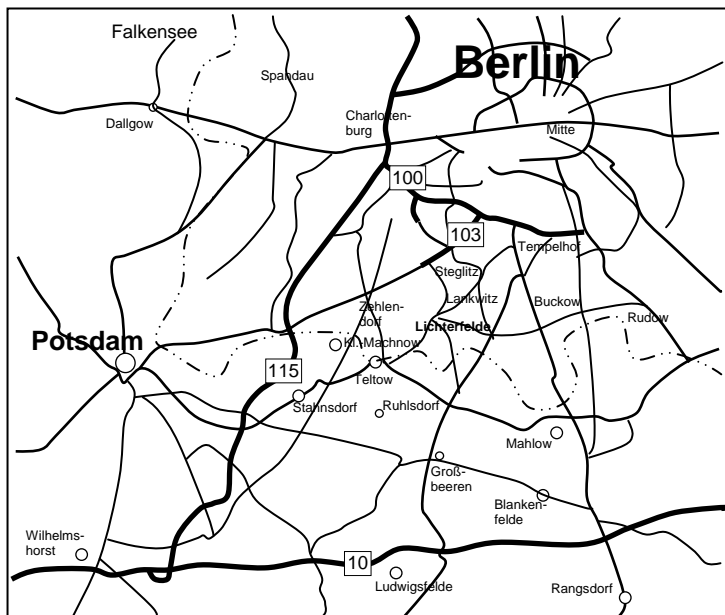 Falkensee
Berlin
Spandau
Dallgow
Charlotten-
burg
Mitte
100
103
Tempelhof
Steglitz
Lankwitz
Buckow
Zehlen-
dorf
Lichterfelde
Rudow
Potsdam
Kl.-Machnow
115
Teltow
Stahnsdorf
Ruhlsdorf
Mahlow
Groß-
beeren
Blanken-
felde
Wilhelms-
horst
10
Ludwigsfelde
Rangsdorf